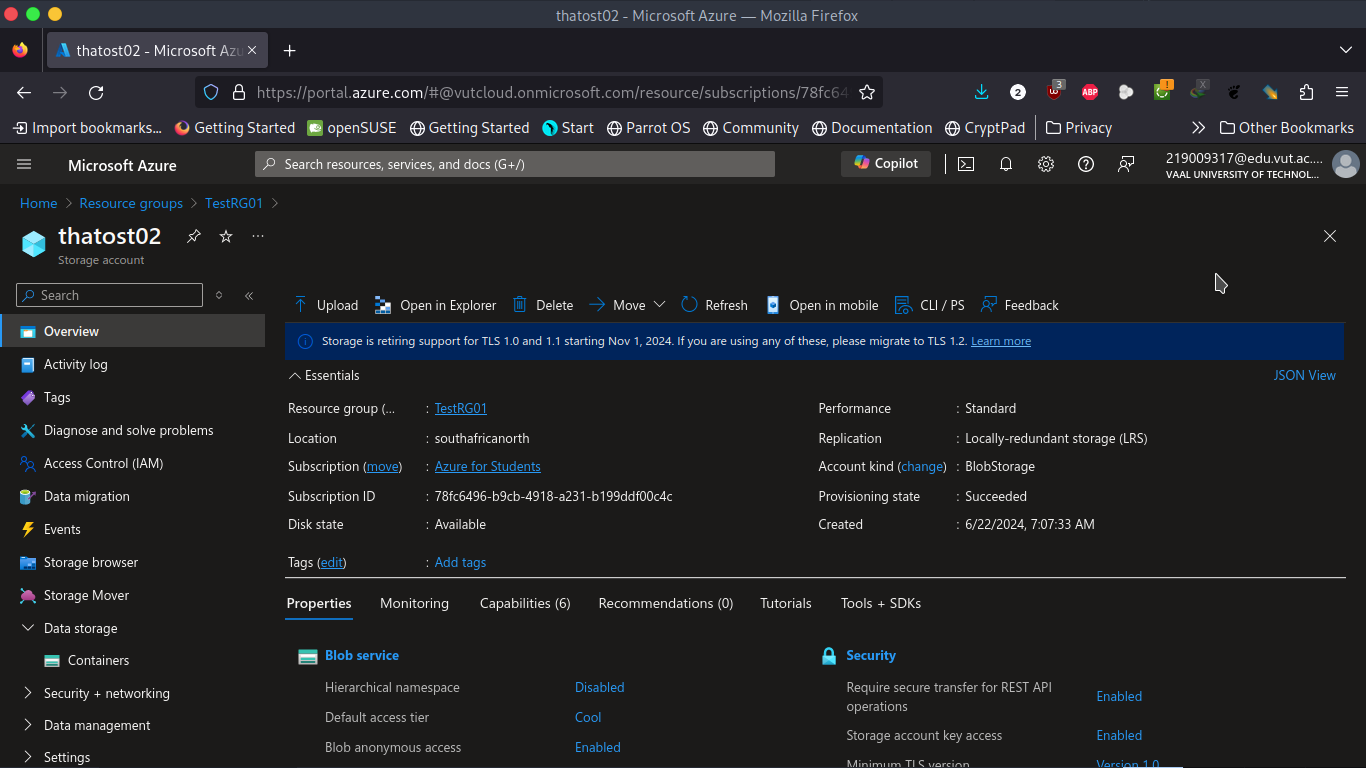 thatost02 - Microsoft Azure — Mozilla Firefox
thatost02 - Microsoft Azu
https://portal.azure.com/#@vutcloud.onmicrosoft.com/resource/subscriptions/78fc64
2
3
ABP
!
X
Import bookmarks... Getting Started openSUSE Getting Started Start Parrot OS Community Documentation CryptPad Privacy Other Bookmarks
Microsoft Azure
Search resources, services, and docs (G+/)
Copilot
219009317@edu.vut.ac....
VAAL UNIVERSITY OF TECHNOL...
Home > Resource groups > TestRG01 >
thatost02
Storage account
Search
Overview
Activity log
Tags
Diagnose and solve problems
Access Control (IAM)
Data migration
Events
Storage browser
Storage Mover
Data storage
Containers
Security + networking
Data management
Settings
Upload Open in Explorer Delete Move Refresh Open in mobile CLI / PS Feedback
Storage is retiring support for TLS 1.0 and 1.1 starting Nov 1, 2024. If you are using any of these, please migrate to TLS 1.2. Learn more
Essentials
JSON View
Resource group (... : TestRG01
Location : southafricanorth
Subscription (move) : Azure for Students
Subscription ID : 78fc6496-b9cb-4918-a231-b199ddf00c4c
Disk state : Available
Tags (edit) : Add tags
Performance : Standard
Replication : Locally-redundant storage (LRS)
Account kind (change) : BlobStorage
Provisioning state : Succeeded
Created : 6/22/2024, 7:07:33 AM
Properties Monitoring Capabilities (6) Recommendations (0) Tutorials Tools + SDKs
Blob service
Hierarchical namespace Disabled
Default access tier Cool
Blob anonymous access Enabled
Security
Require secure transfer for REST API
operations Enabled
Storage account key access Enabled
Minimum TLS version Version 1.0